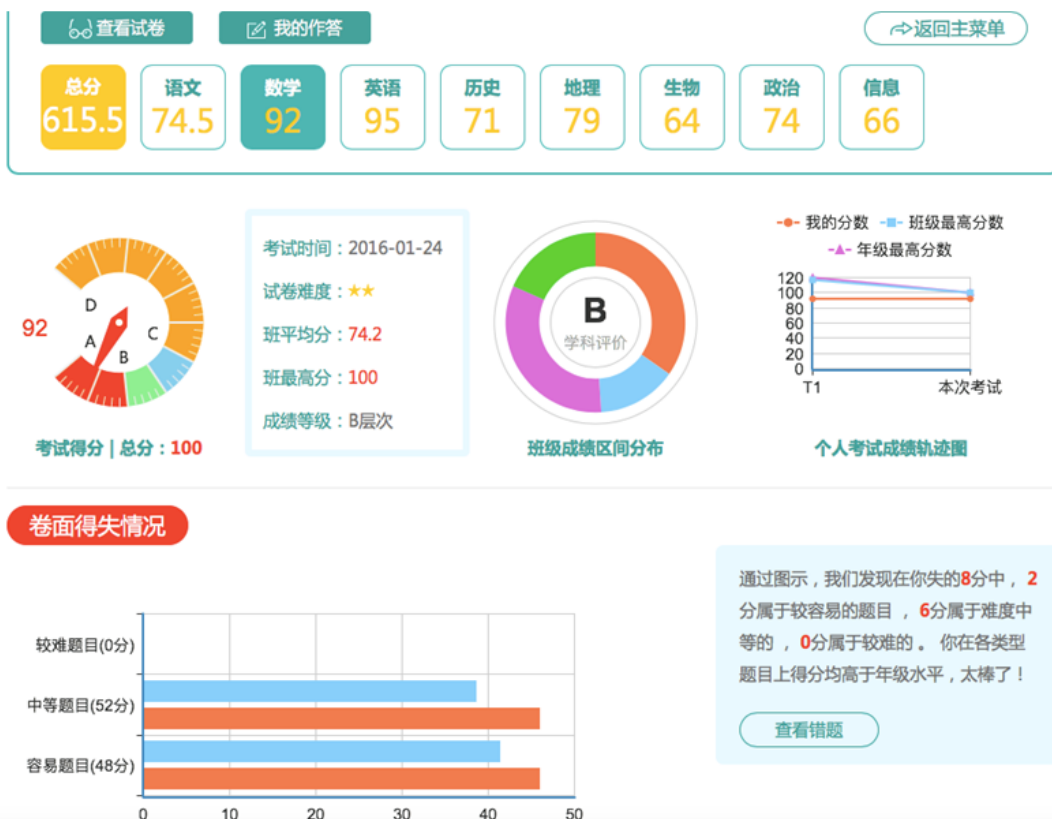 查看试卷
我的作答
返回主菜单
总分 语文 数学 英语 历史 地理 生物 政治 信息
615.5 74.5 92 95 71 79 64 74 66
92
D
A
B
C
考试得分 | 总分：100
考试时间：2016-01-24
试卷难度：★★
班平均分：74.2
班最高分：100
成绩等级：B层次
B
学科评价
班级成绩区间分布
我的分数 班级最高分数
年级最高分数
120
100
80
60
40
20
0
T1 本次考试
个人考试成绩轨迹图
卷面得失情况
较难题目(0分)
中等题目(52分)
容易题目(48分)
0 10 20 30 40 50
通过图示，我们发现在你失的8分中，2
分属于较容易的题目，6分属于难度中
等的，0分属于较难的。你在各类型
题目上得分均高于年级水平，太棒了！
查看错题